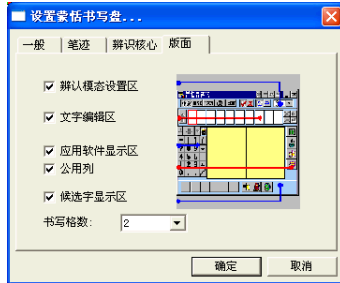 设置蒙恬书写盘...
一般 笔迹 辨识核心 版面
辨认模态设置区
文字编辑区
应用软件显示区
公用列
候选字显示区
书写格数: 2
确定 取消